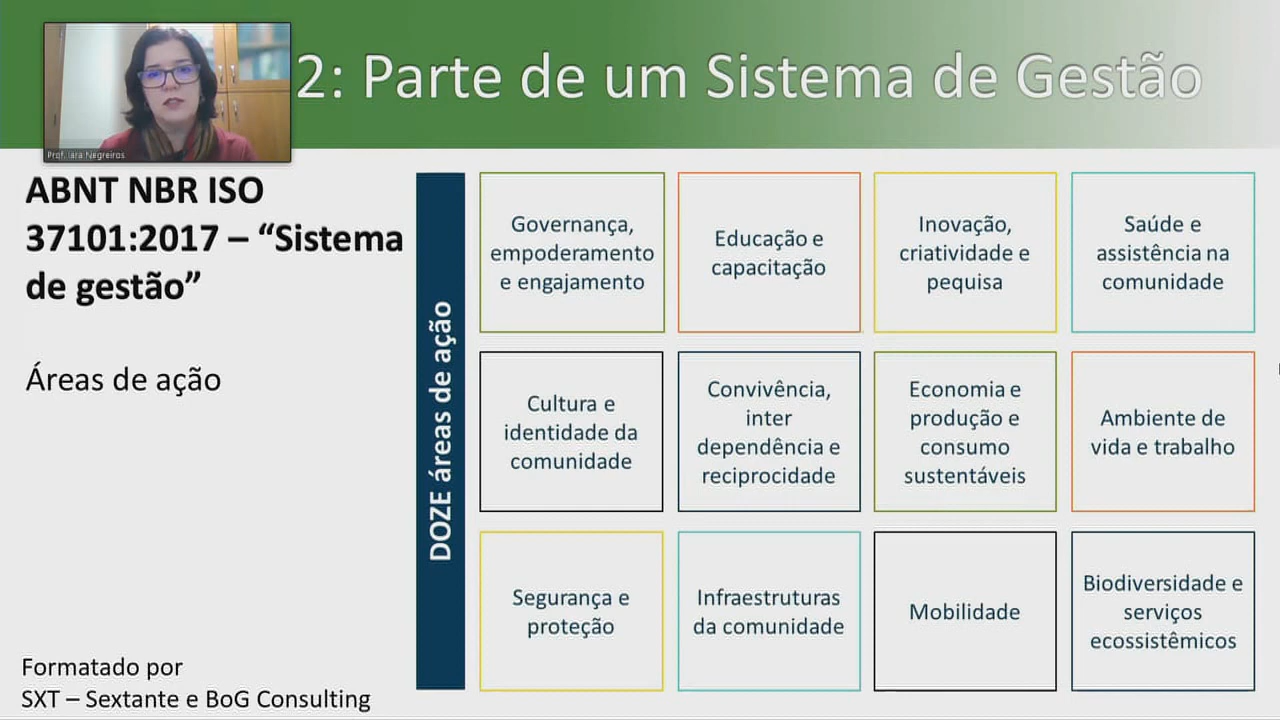 2: Parte de um Sistema de Gestão
Prof. Iara Negreiros
ABNT NBR ISO
37101:2017 – “Sistema
de gestão”
Áreas de ação
DOZE áreas de ação
Governança,
empoderamento
e engajamento
Educação e
capacitação
Inovação,
criatividade e
pesquisa
Saúde e
assistência na
comunidade
Cultura e
identidade da
comunidade
Convivência,
inter
dependência e
reciprocidade
Economia e
produção e
consumo
sustentáveis
Ambiente de
vida e trabalho
Segurança e
proteção
Infraestruturas
da comunidade
Mobilidade
Biodiversidade e
serviços
ecossistêmicos
Formatado por
SXT – Sextante e BoG Consulting